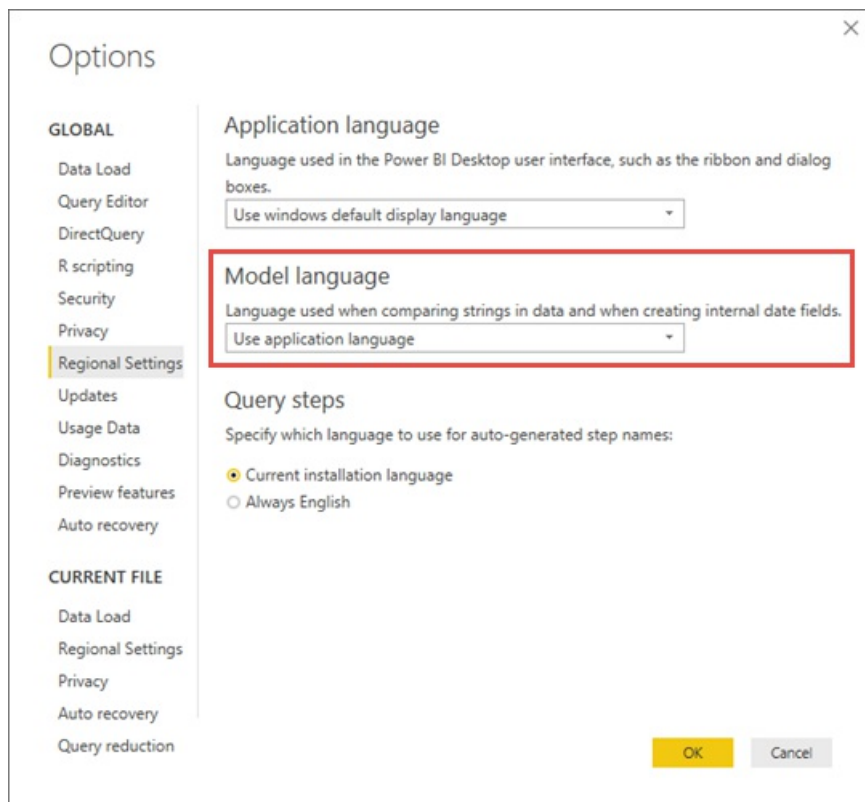 Options
GLOBAL
Data Load
Query Editor
DirectQuery
R scripting
Security
Privacy
Regional Settings
Updates
Usage Data
Diagnostics
Preview features
Auto recovery
CURRENT FILE
Data Load
Regional Settings
Privacy
Auto recovery
Query reduction
Application language
Language used in the Power BI Desktop user interface, such as the ribbon and dialog
boxes.
Use windows default display language
Model language
Language used when comparing strings in data and when creating internal date fields.
Use application language
Query steps
Specify which language to use for auto-generated step names:
Current installation language
Always English
OK
Cancel